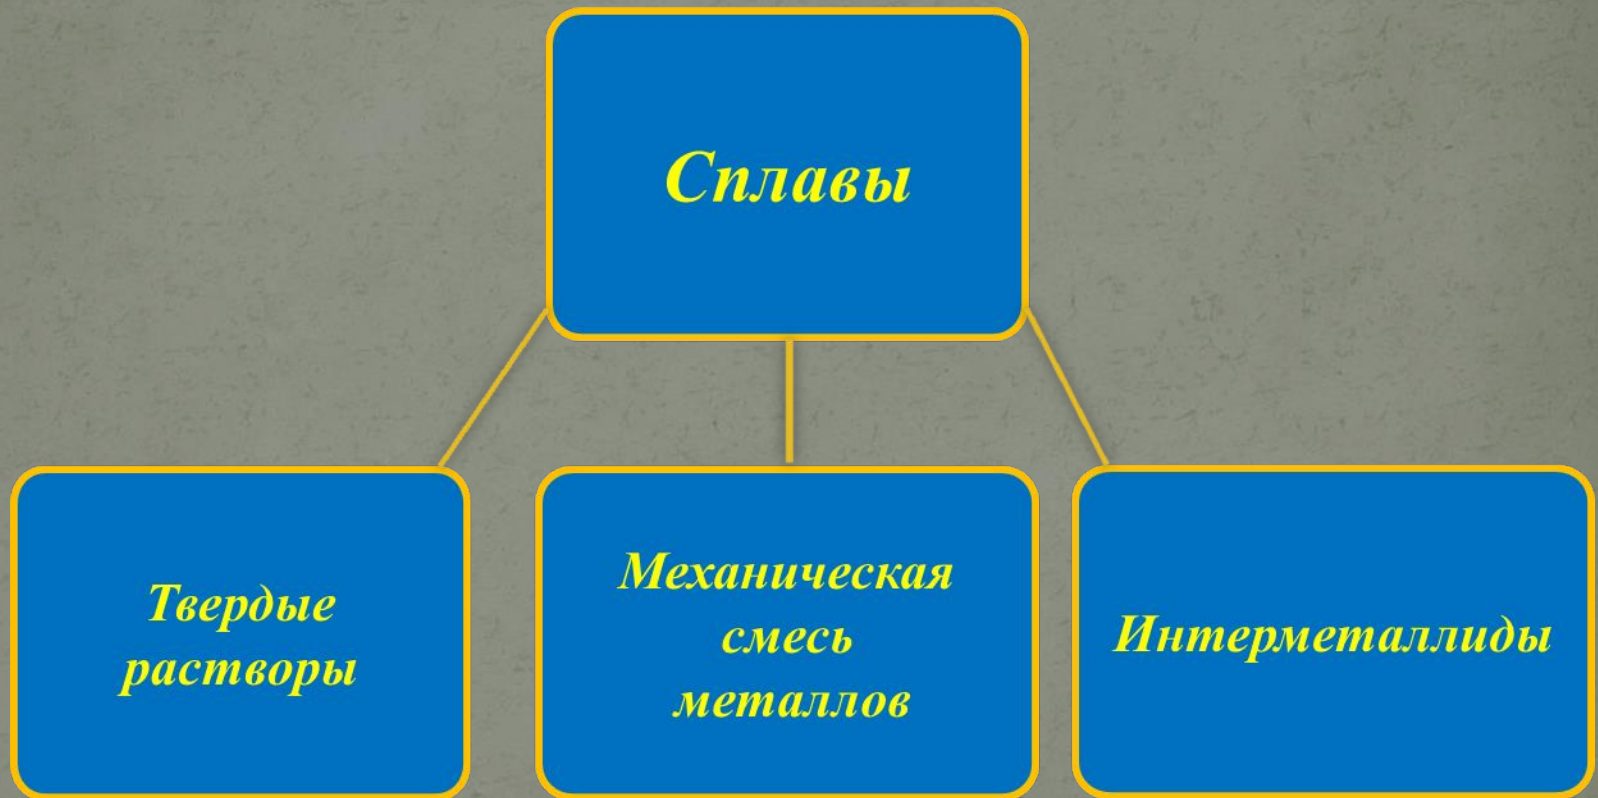 Сплавы
Твердые
растворы
Механическая
смесь
металлов
Интерметаллиды